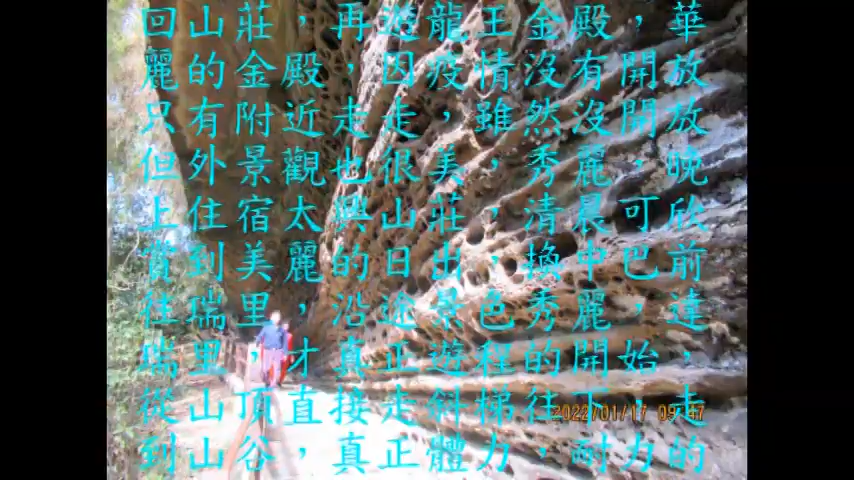 回山莊，再遊龍王金殿，華
麗的金殿，因疫情沒有開放
只有附近走走，雖然沒開放
但外景觀也很美，秀麗，晚
上住宿太興山莊，清晨可欣
賞到美麗的日出，換中巴前
往瑞里，沿途景色秀麗，達
瑞里，才真正遊程的開始，
從山頂直接走斜梯往下，走
2022/01/17 09:47
到山谷，真正體力，耐力的